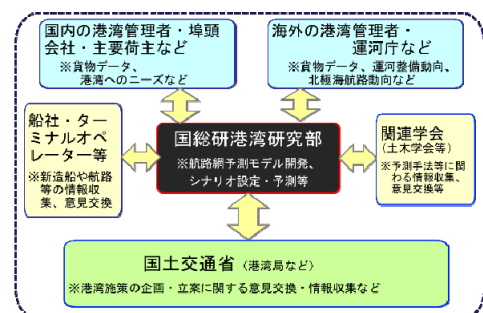 国内の港湾管理者・埠頭
会社・主要荷主など
※貨物データ、
港湾へのニーズなど
海外の港湾管理者・
運河庁など
※貨物データ、運河整備動向、
北極海航路動向など
船社・ター
ミナルオペ
レーター等
※新造船や航路
等の情報収
集、意見交換
国総研港湾研究部
※航路網予測モデル開発、
シナリオ設定・予測等
関連学会
(土木学会等)
※予測手法等に関
わる情報収集、
意見交換等
国土交通省（港湾局など）
※港湾施策の企画・立案に関する意見交換・情報収集など